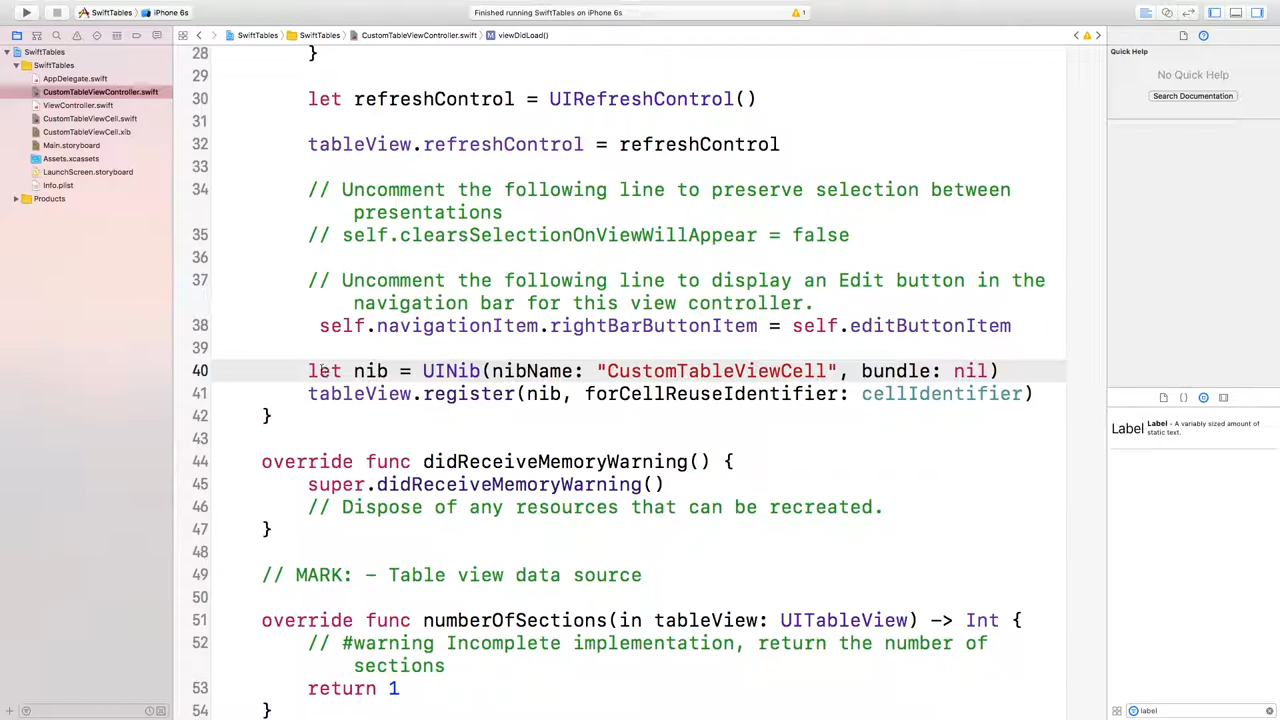 SwiftTables
iPhone 6s
Finished running SwiftTables on iPhone 6s
1
SwiftTables
SwiftTables
CustomTableViewController.swift
viewDidLoad()
SwiftTables
SwiftTables
AppDelegate.swift
CustomTableViewController.swift
ViewController.swift
CustomTableViewCell.swift
CustomTableViewCell.xib
Main.storyboard
Assets.xcassets
LaunchScreen.storyboard
Info.plist
Products
28 }
29
30 let refreshControl = UIRefreshControl()
31
32 tableView.refreshControl = refreshControl
33
34 // Uncomment the following line to preserve selection between
presentations
35 // self.clearsSelectionOnViewWillAppear = false
36
37 // Uncomment the following line to display an Edit button in the
navigation bar for this view controller.
38 self.navigationItem.rightBarButtonItem = self.editButtonItem
39
40 let nib = UINib(nibName: "CustomTableViewCell", bundle: nil)
41 tableView.register(nib, forCellReuseIdentifier: cellIdentifier)
42 }
43
44 override func didReceiveMemoryWarning() {
45 super.didReceiveMemoryWarning()
46 // Dispose of any resources that can be recreated.
47 }
48
49 // MARK: - Table view data source
50
51 override func numberOfSections(in tableView: UITableView) -> Int {
52 // #warning Incomplete implementation, return the number of
sections
53 return 1
54 }
Quick Help
No Quick Help
Search Documentation
Label
Label - A variably sized amount of
static text.
label